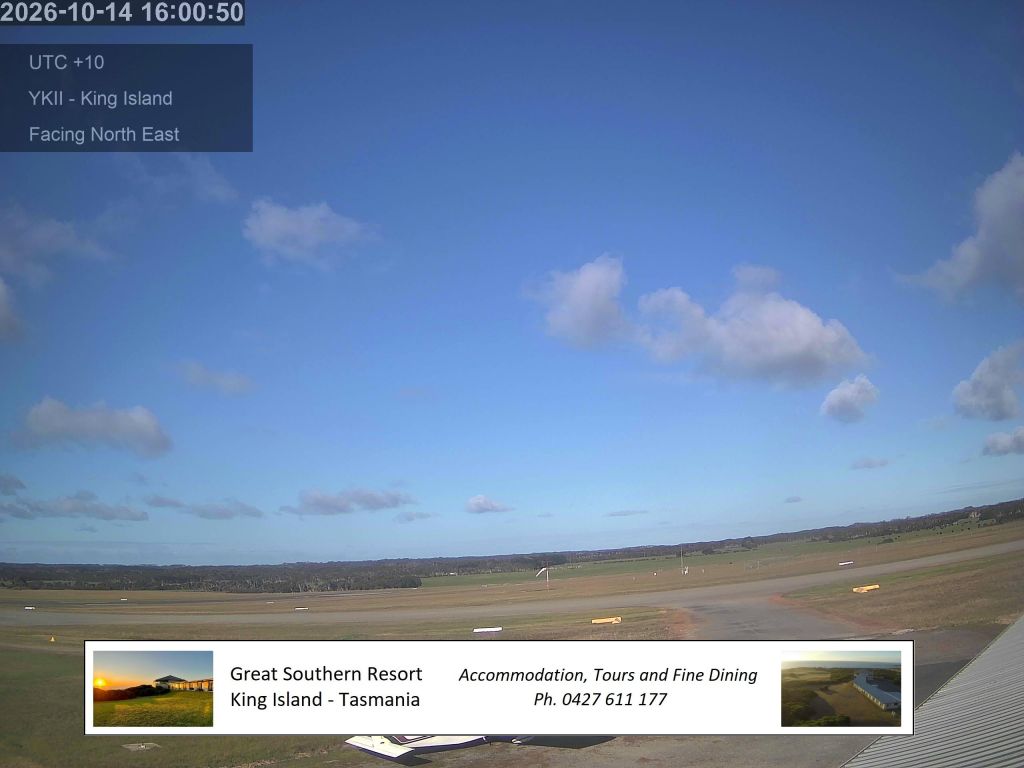 2026-10-14 16:00:50
UTC +10
YKII - King Island
Facing North East
Great Southern Resort
King Island - Tasmania
Accommodation, Tours and Fine Dining
Ph. 0427 611 177